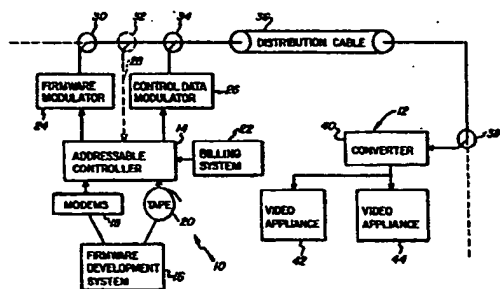 30
32
34
36
DISTRIBUTION CABLE
28
FIRMWARE
MODULATOR
24
CONTROL DATA
MODULATOR
26
12
38
40
CONVERTER
14
22
ADDRESSABLE
CONTROLLER
BILLING
SYSTEM
MODEMS
18
TAPE
20
VIDEO
APPLIANCE
42
VIDEO
APPLIANCE
44
10
FIRMWARE
DEVELOPMENT
SYSTEM
16